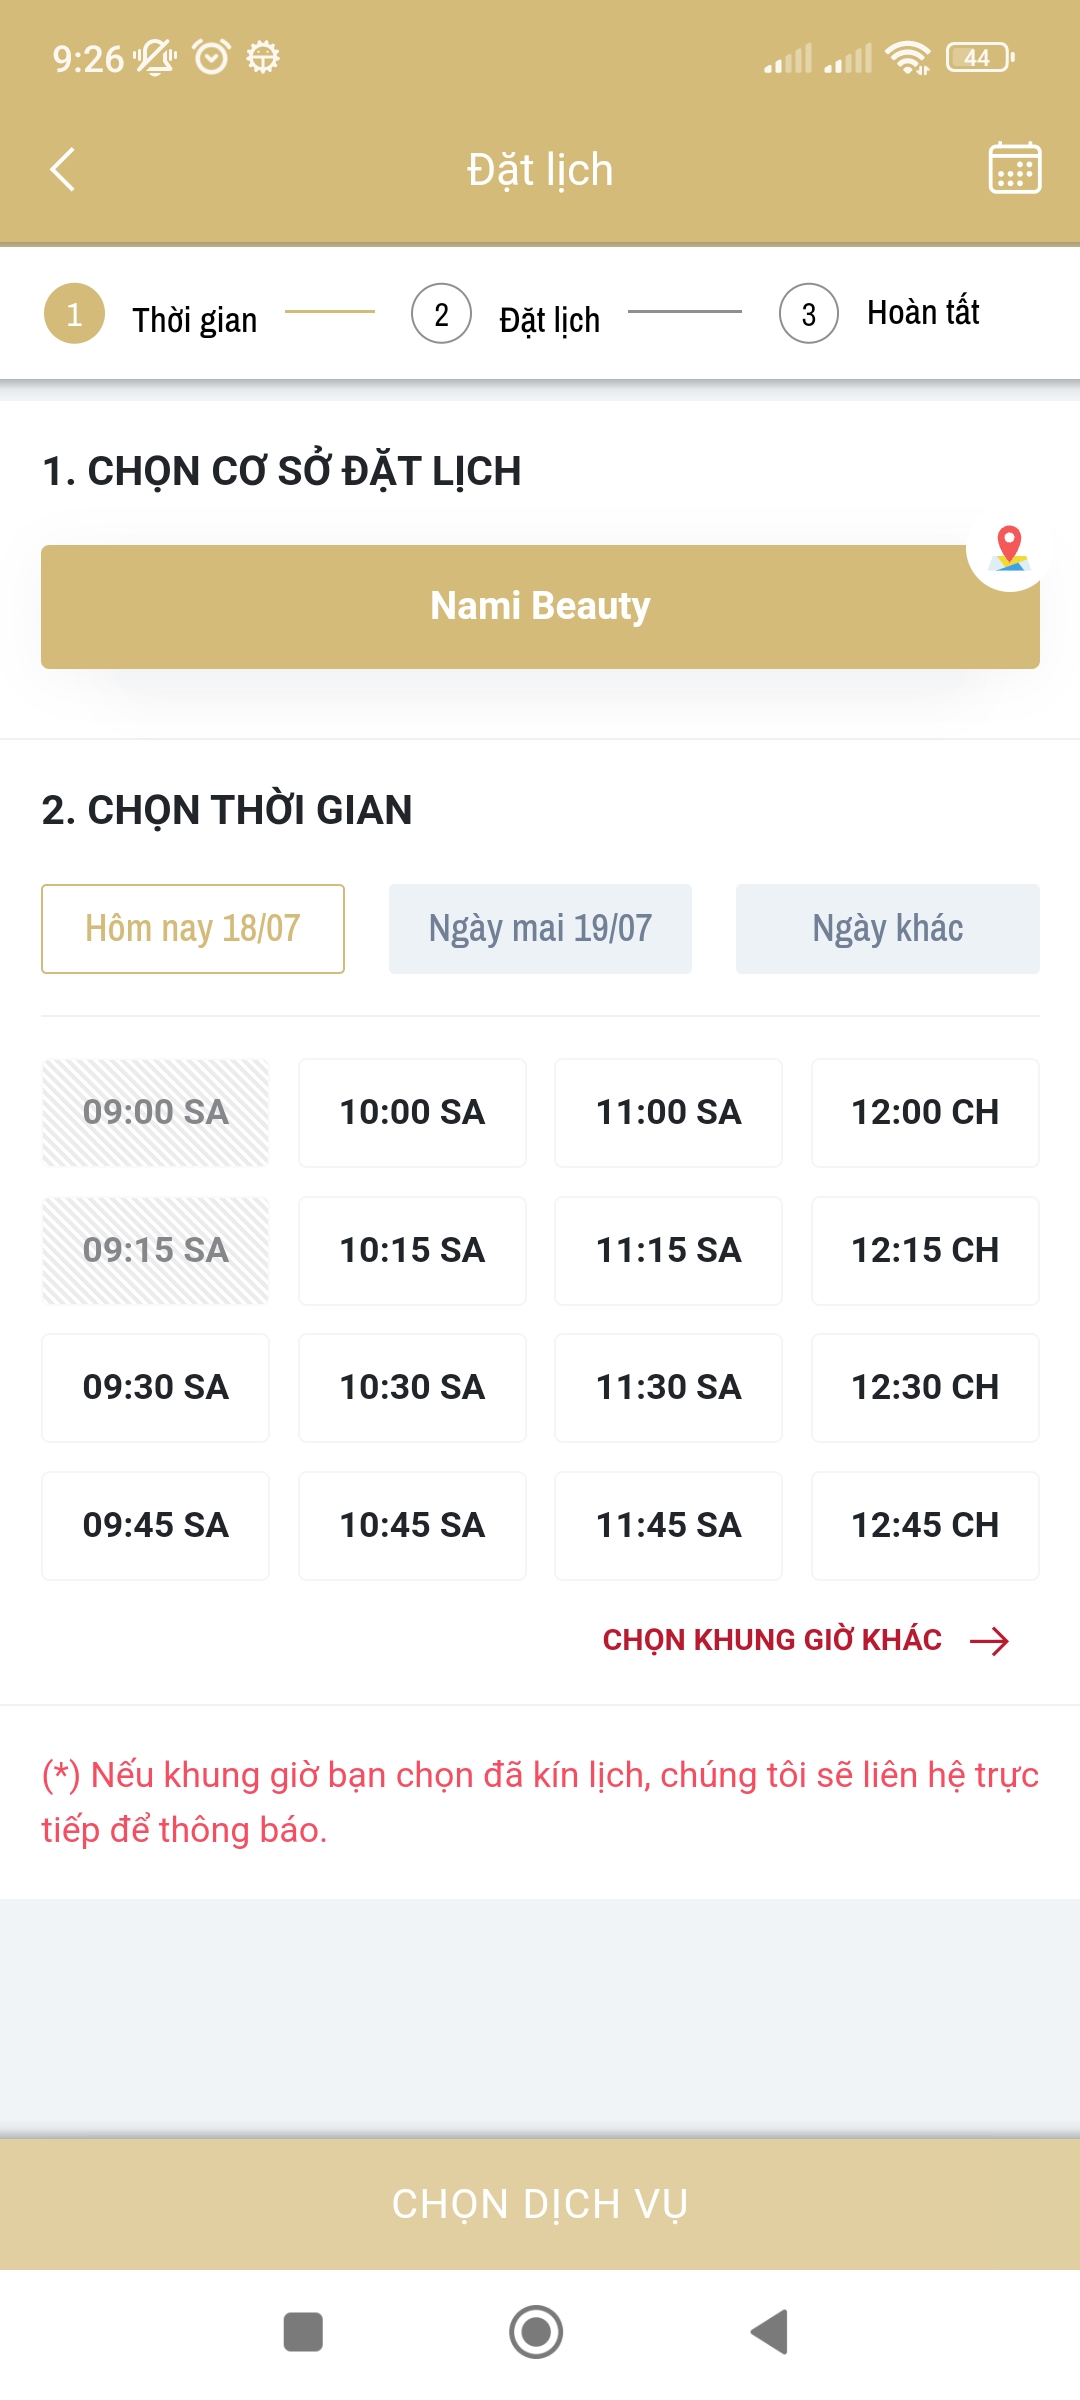 9:26
44
Đặt lịch
1 Thời gian 2 Đặt lịch 3 Hoàn tất
1. CHỌN CƠ SỞ ĐẶT LỊCH
Nami Beauty
2. CHỌN THỜI GIAN
Hôm nay 18/07 Ngày mai 19/07 Ngày khác
09:00 SA 10:00 SA 11:00 SA 12:00 CH
09:15 SA 10:15 SA 11:15 SA 12:15 CH
09:30 SA 10:30 SA 11:30 SA 12:30 CH
09:45 SA 10:45 SA 11:45 SA 12:45 CH
CHỌN KHUNG GIỜ KHÁC
(*) Nếu khung giờ bạn chọn đã kín lịch, chúng tôi sẽ liên hệ trực
tiếp để thông báo.
CHỌN DỊCH VỤ